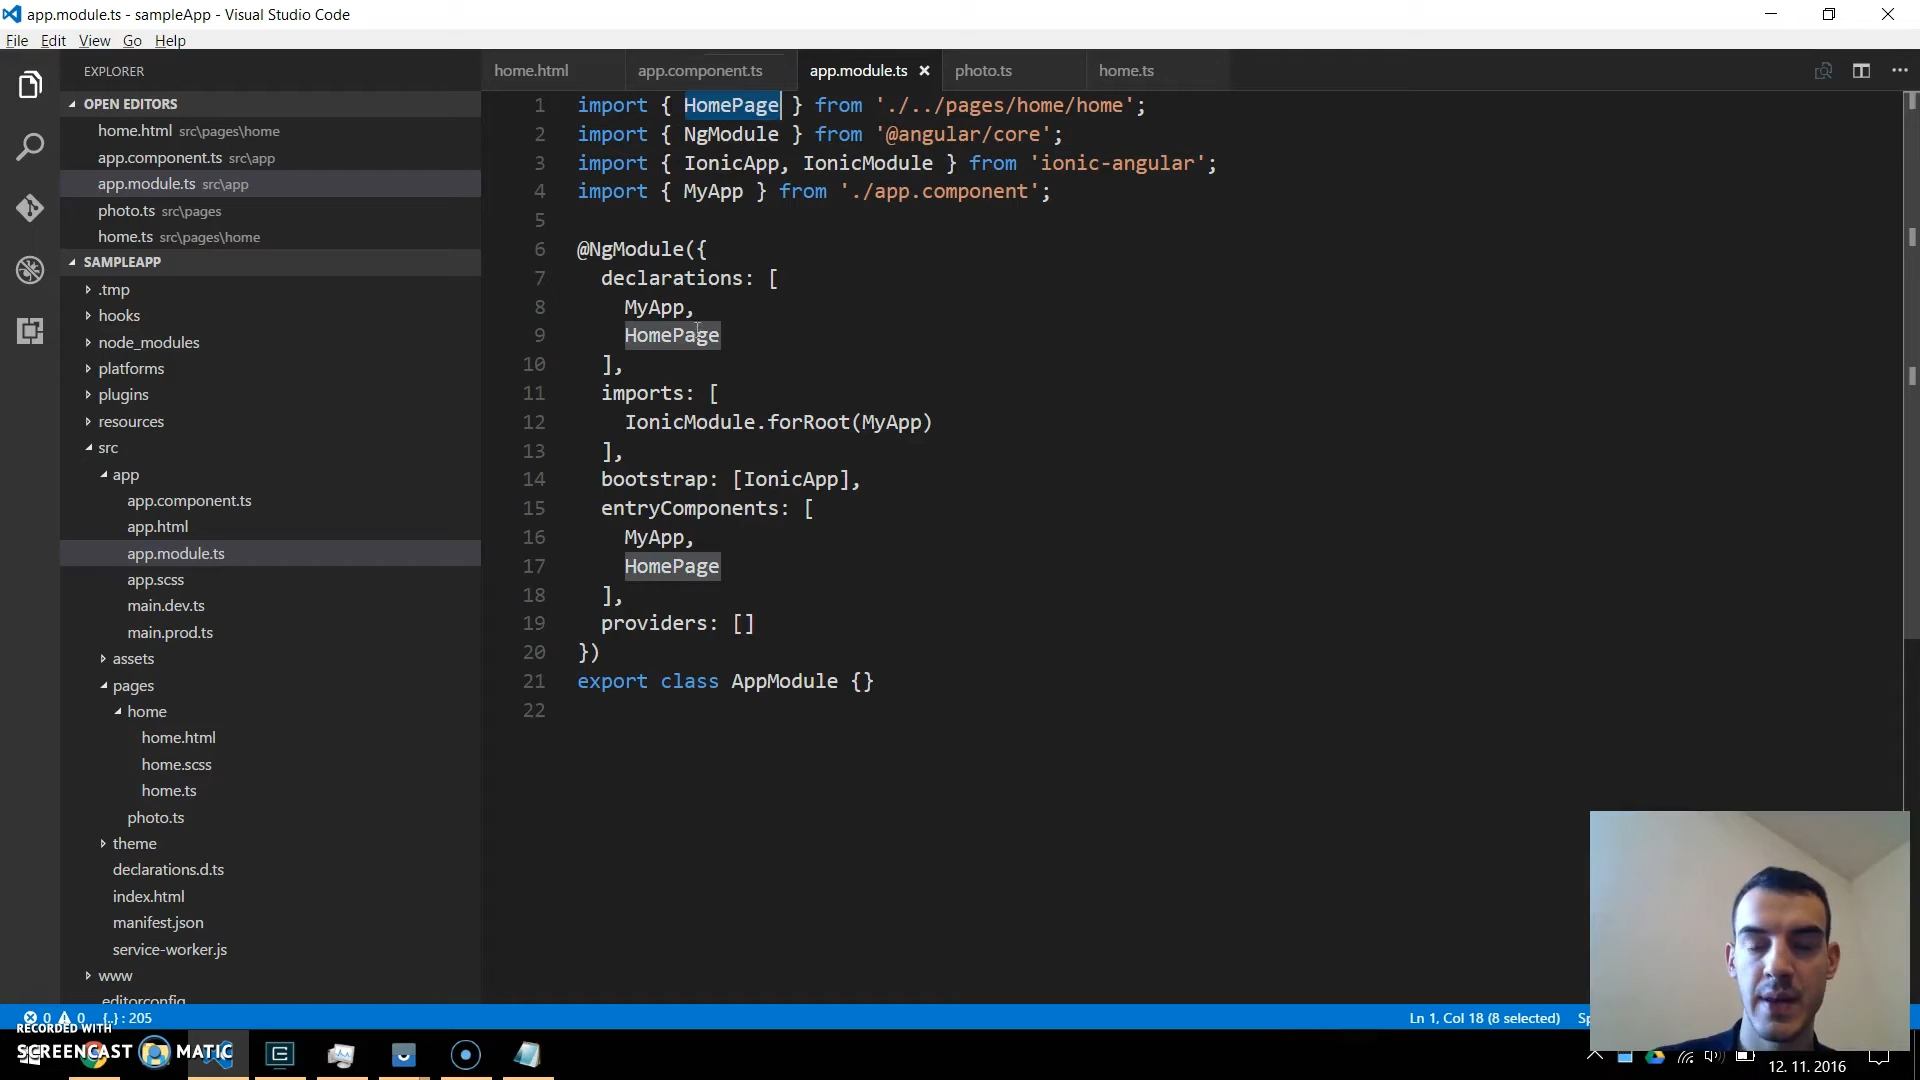 app.module.ts - sampleApp - Visual Studio Code
File Edit View Go Help
EXPLORER
OPEN EDITORS
home.html src\pages\home
app.component.ts src\app
app.module.ts src\app
photo.ts src\pages
home.ts src\pages\home
SAMPLEAPP
.tmp
hooks
node_modules
platforms
plugins
resources
src
app
app.component.ts
app.html
app.module.ts
app.scss
main.dev.ts
main.prod.ts
assets
pages
home
home.html
home.scss
home.ts
photo.ts
theme
declarations.d.ts
index.html
manifest.json
service-worker.js
www
.editorconfig
home.html app.component.ts app.module.ts photo.ts home.ts
1 import { HomePage } from './../pages/home/home';
2 import { NgModule } from '@angular/core';
3 import { IonicApp, IonicModule } from 'ionic-angular';
4 import { MyApp } from './app.component';
5
6 @NgModule({
7 declarations: [
8 MyApp,
9 HomePage
10 ],
11 imports: [
12 IonicModule.forRoot(MyApp)
13 ],
14 bootstrap: [IonicApp],
15 entryComponents: [
16 MyApp,
17 HomePage
18 ],
19 providers: []
20 })
21 export class AppModule {}
22
0 0 {..} : 205
Ln 1, Col 18 (8 selected) Sp
RECORDED WITH
SCREENCAST MATIC
12. 11. 2016